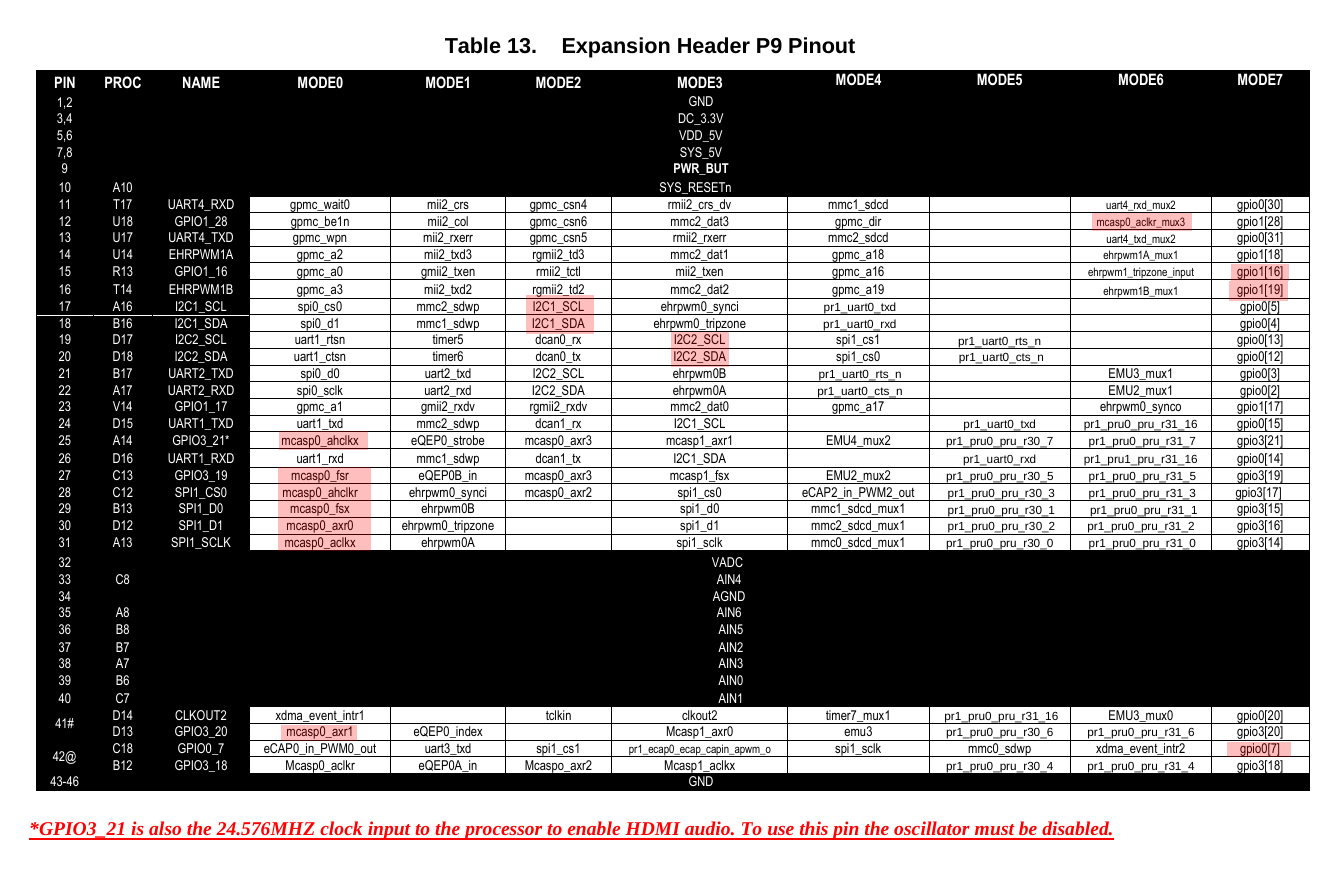 Table 13. Expansion Header P9 Pinout
PIN PROC NAME MODE0 MODE1 MODE2 MODE3 MODE4 MODE5 MODE6 MODE7
1,2 GND
3,4 DC_3.3V
5,6 VDD_5V
7,8 SYS_5V
9 PWR_BUT
10 A10 SYS_RESETn
11 T17 UART4_RXD gpmc_wait0 mii2_crs gpmc_csn4 rmii2_crs_dv mmc1_sdcd uart4_rxd_mux2 gpio0[30]
12 U18 GPIO1_28 gpmc_be1n mii2_col gpmc_csn6 mmc2_dat3 gpmc_dir mcasp0_aclkr_mux3 gpio1[28]
13 U17 UART4_TXD gpmc_wpn mii2_rxerr gpmc_csn5 rmii2_rxerr mmc2_sdcd uart4_txd_mux2 gpio0[31]
14 U14 EHRPWM1A gpmc_a2 mii2_txd3 rgmii2_td3 mmc2_dat1 gpmc_a18 ehrpwm1A_mux1 gpio1[18]
15 R13 GPIO1_16 gpmc_a0 gmii2_txen rmii2_tctl mii2_txen gpmc_a16 ehrpwm1_tripzone_input gpio1[16]
16 T14 EHRPWM1B gpmc_a3 mii2_txd2 rgmii2_td2 mmc2_dat2 gpmc_a19 ehrpwm1B_mux1 gpio1[19]
17 A16 I2C1_SCL spi0_cs0 mmc2_sdwp I2C1_SCL ehrpwm0_synci pr1_uart0_txd gpio0[5]
18 B16 I2C1_SDA spi0_d1 mmc1_sdwp I2C1_SDA ehrpwm0_tripzone pr1_uart0_rxd gpio0[4]
19 D17 I2C2_SCL uart1_rtsn timer5 dcan0_rx I2C2_SCL spi1_cs1 pr1_uart0_rts_n gpio0[13]
20 D18 I2C2_SDA uart1_ctsn timer6 dcan0_tx I2C2_SDA spi1_cs0 pr1_uart0_cts_n gpio0[12]
21 B17 UART2_TXD spi0_d0 uart2_txd I2C2_SCL ehrpwm0B pr1_uart0_rts_n EMU3_mux1 gpio0[3]
22 A17 UART2_RXD spi0_sclk uart2_rxd I2C2_SDA ehrpwm0A pr1_uart0_cts_n EMU2_mux1 gpio0[2]
23 V14 GPIO1_17 gpmc_a1 gmii2_rxdv rgmii2_rxdv mmc2_dat0 gpmc_a17 ehrpwm0_synco gpio1[17]
24 D15 UART1_TXD uart1_txd mmc2_sdwp dcan1_rx I2C1_SCL pr1_uart0_txd pr1_pru0_pru_r31_16 gpio0[15]
25 A14 GPIO3_21* mcasp0_ahclkx eQEP0_strobe mcasp0_axr3 mcasp1_axr1 EMU4_mux2 pr1_pru0_pru_r30_7 pr1_pru0_pru_r31_7 gpio3[21]
26 D16 UART1_RXD uart1_rxd mmc1_sdwp dcan1_tx I2C1_SDA pr1_uart0_rxd pr1_pru1_pru_r31_16 gpio0[14]
27 C13 GPIO3_19 mcasp0_fsr eQEP0B_in mcasp0_axr3 mcasp1_fsx EMU2_mux2 pr1_pru0_pru_r30_5 pr1_pru0_pru_r31_5 gpio3[19]
28 C12 SPI1_CS0 mcasp0_ahclkr ehrpwm0_synci mcasp0_axr2 spi1_cs0 eCAP2_in_PWM2_out pr1_pru0_pru_r30_3 pr1_pru0_pru_r31_3 gpio3[17]
29 B13 SPI1_D0 mcasp0_fsx ehrpwm0B spi1_d0 mmc1_sdcd_mux1 pr1_pru0_pru_r30_1 pr1_pru0_pru_r31_1 gpio3[15]
30 D12 SPI1_D1 mcasp0_axr0 ehrpwm0_tripzone spi1_d1 mmc2_sdcd_mux1 pr1_pru0_pru_r30_2 pr1_pru0_pru_r31_2 gpio3[16]
31 A13 SPI1_SCLK mcasp0_aclkx ehrpwm0A spi1_sclk mmc0_sdcd_mux1 pr1_pru0_pru_r30_0 pr1_pru0_pru_r31_0 gpio3[14]
32 VADC
33 C8 AIN4
34 AGND
35 A8 AIN6
36 B8 AIN5
37 B7 AIN2
38 A7 AIN3
39 B6 AIN0
40 C7 AIN1
41# D14 CLKOUT2 xdma_event_intr1 tclkin clkout2 timer7_mux1 pr1_pru0_pru_r31_16 EMU3_mux0 gpio0[20]
D13 GPIO3_20 mcasp0_axr1 eQEP0_index Mcasp1_axr0 emu3 pr1_pru0_pru_r30_6 pr1_pru0_pru_r31_6 gpio3[20]
42@ C18 GPIO0_7 eCAP0_in_PWM0_out uart3_txd spi1_cs1 pr1_ecap0_ecap_capin_apwm_o spi1_sclk mmc0_sdwp xdma_event_intr2 gpio0[7]
B12 GPIO3_18 Mcasp0_aclkr eQEP0A_in Mcaspo_axr2 Mcasp1_aclkx pr1_pru0_pru_r30_4 pr1_pru0_pru_r31_4 gpio3[18]
43-46 GND
*GPIO3_21 is also the 24.576MHZ clock input to the processor to enable HDMI audio. To use this pin the oscillator must be disabled.